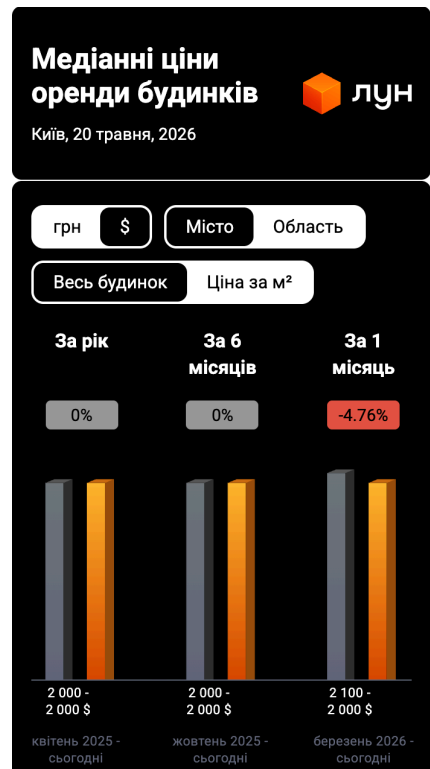 Медіанні ціни
оренди будинків
лун
Київ, 20 травня, 2026
грн $ Місто Область
Весь будинок Ціна за м²
За рік За 6 За 1
місяців місяць
0% 0% -4.76%
2 000 - 2 000 - 2 100 -
2 000 $ 2 000 $ 2 000 $
квітень 2025 - жовтень 2025 - березень 2026 -
сьогодні сьогодні сьогодні